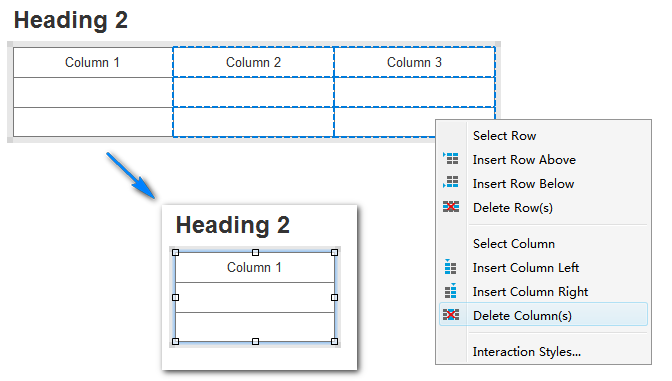 Heading 2
Column 1 Column 2 Column 3
Select Row
Insert Row Above
Insert Row Below
Delete Row(s)
Select Column
Insert Column Left
Insert Column Right
Delete Column(s)
Interaction Styles...
Heading 2
Column 1